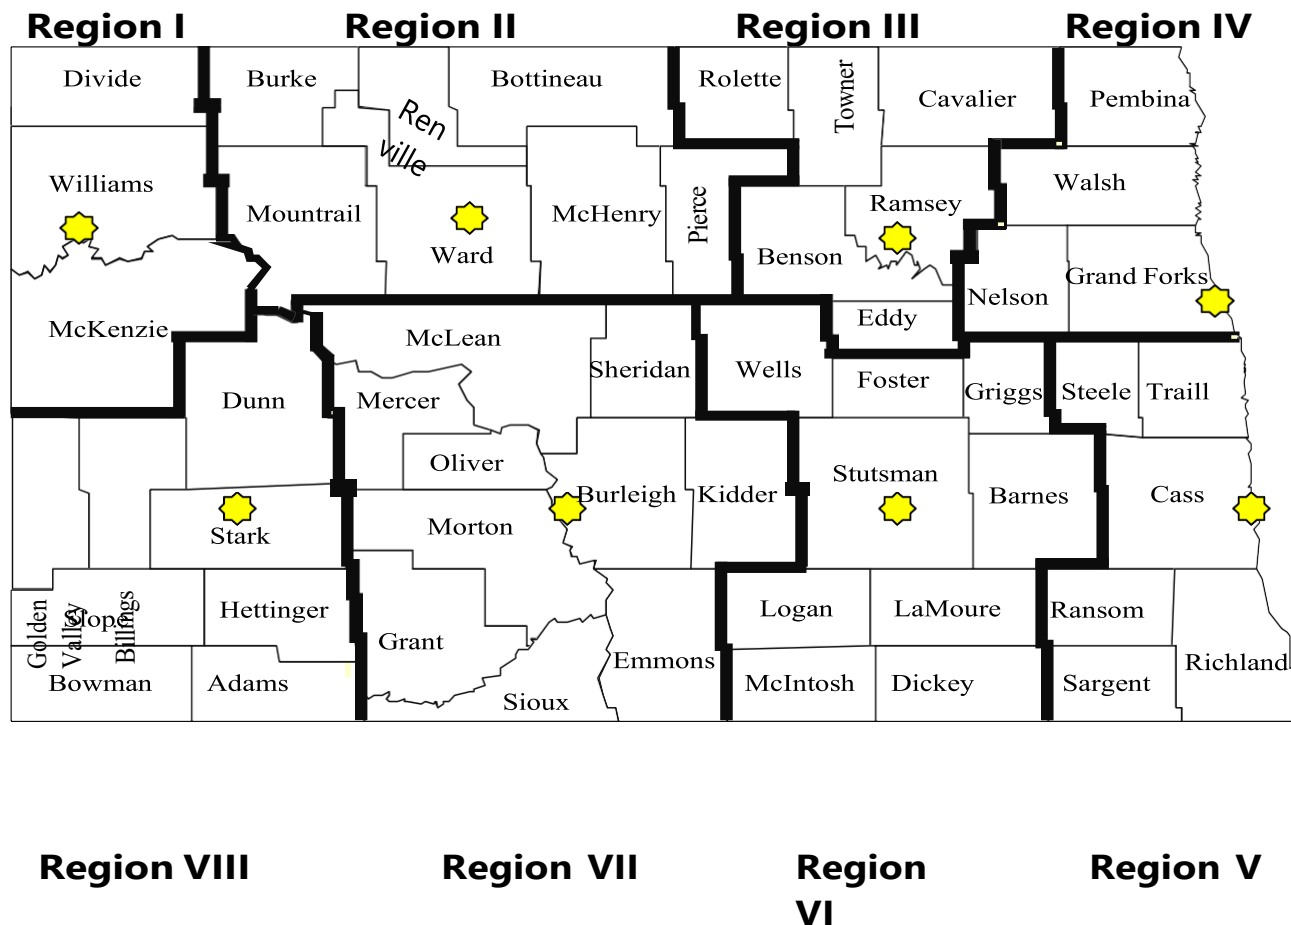 Region I
Region II
Region III
Region IV
Divide
Burke
Bottineau
Rolette
Towner
Cavalier
Pembina
Ren
ville
Williams
Mountrail
Ward
McHenry
Pierce
Benson
Ramsey
Walsh
Nelson
Grand Forks
McKenzie
McLean
Sheridan
Wells
Eddy
Foster
Griggs
Steele
Traill
Dunn
Mercer
Oliver
Burleigh
Kidder
Stutsman
Barnes
Cass
Stark
Morton
Golden
Valley
Billings
Slope
Hettinger
Grant
Emmons
Logan
LaMoure
Ransom
Richland
Bowman
Adams
Sioux
McIntosh
Dickey
Sargent
Region VIII
Region VII
Region
VI
Region V